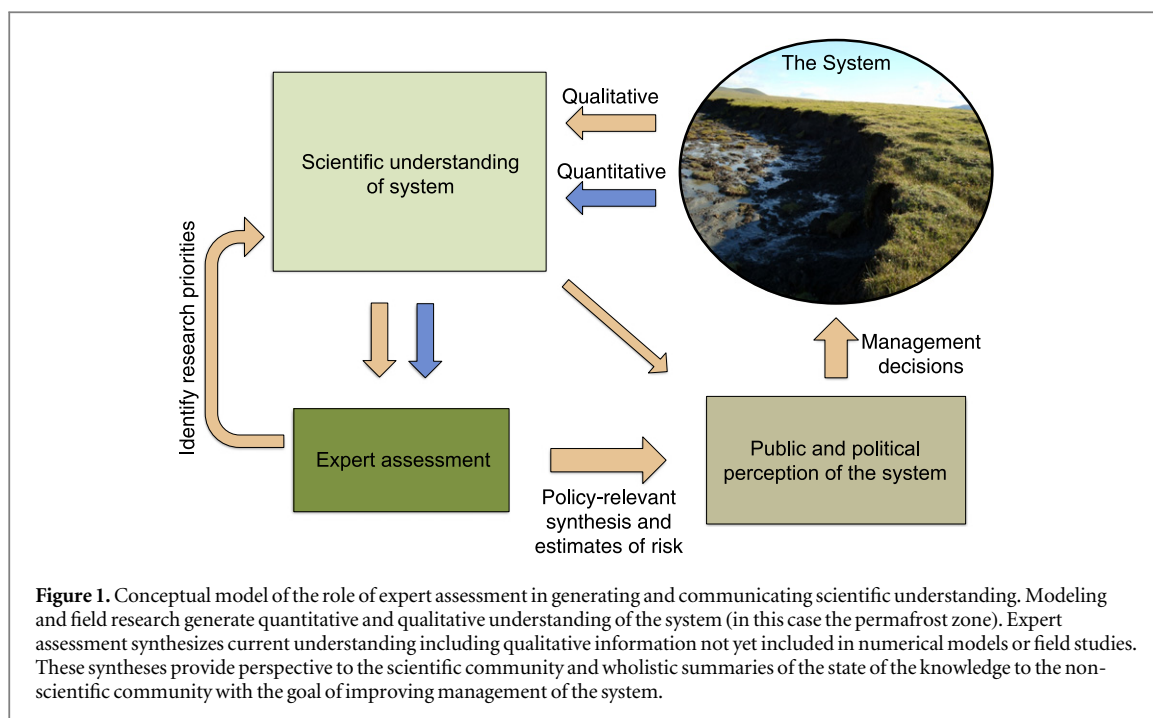 The System
Qualitative
Quantitative
Scientific understanding
of system
Identify research priorities
Management
decisions
Expert assessment
Public and political
perception of the system
Policy-relevant
synthesis and
estimates of risk
Figure 1. Conceptual model of the role of expert assessment in generating and communicating scientific understanding. Modeling
and field research generate quantitative and qualitative understanding of the system (in this case the permafrost zone). Expert
assessment synthesizes current understanding including qualitative information not yet included in numerical models or field studies.
These syntheses provide perspective to the scientific community and wholistic summaries of the state of the knowledge to the non-
scientific community with the goal of improving management of the system.